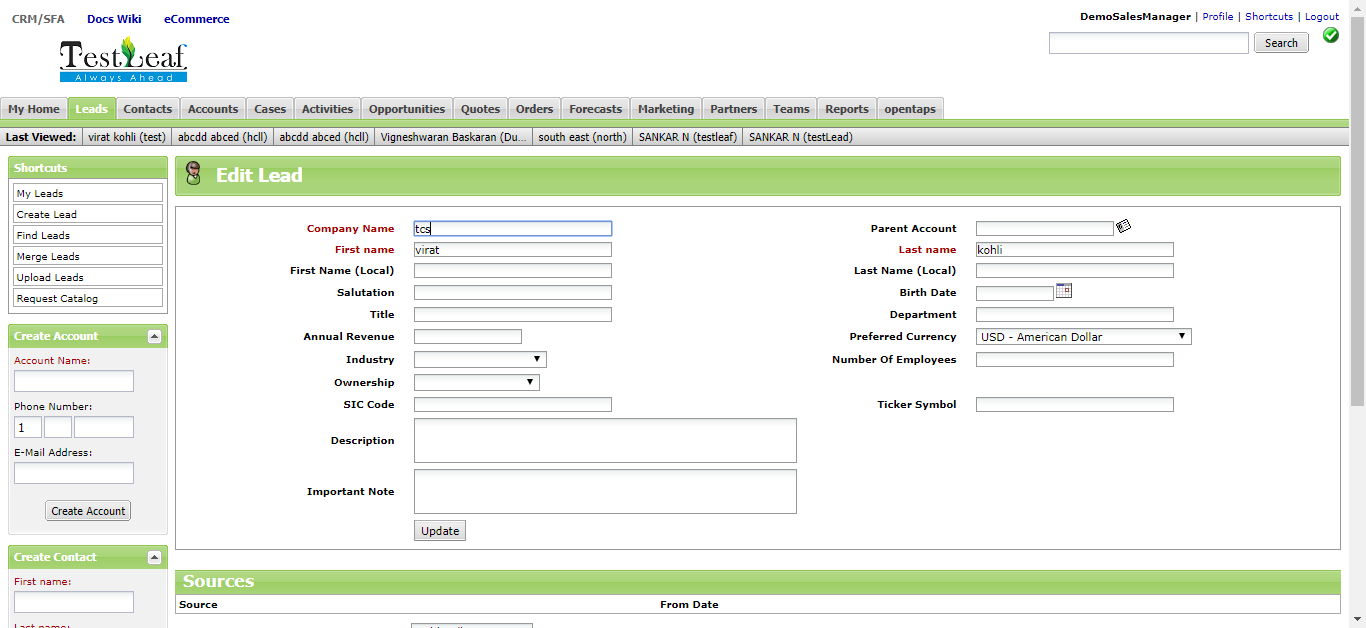 CRM/SFA Docs Wiki eCommerce
DemoSalesManager | Profile | Shortcuts | Logout
TestLeaf
Always Ahead
Search
My Home Leads Contacts Accounts Cases Activities Opportunities Quotes Orders Forecasts Marketing Partners Teams Reports opentaps
Last Viewed: virat kohli (test) abcdd abced (hcll) abcdd abced (hcll) Vigneshwaran Baskaran (Du... south east (north) SANKAR N (testleaf) SANKAR N (testLead)
Shortcuts
My Leads
Create Lead
Find Leads
Merge Leads
Upload Leads
Request Catalog
Create Account
Account Name:
Phone Number:
1
E-Mail Address:
Create Account
Create Contact
First name:
Last name:
Edit Lead
Company Name tcs Parent Account
First name virat Last name kohli
First Name (Local) Last Name (Local)
Salutation Birth Date
Title Department
Annual Revenue Preferred Currency USD - American Dollar
Industry Number Of Employees
Ownership
SIC Code Ticker Symbol
Description
Important Note
Update
Sources
Source From Date